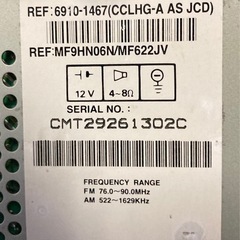 REF: 6910-1467(CCLHG-A AS JCD)
REF:MF9HN06N/MF622JV
12 V 4~8Ω
SERIAL NO.:
CMT29261302C
FREQUENCY RANGE
FM 76.0~90.0MHz
AM 522~1629KHz